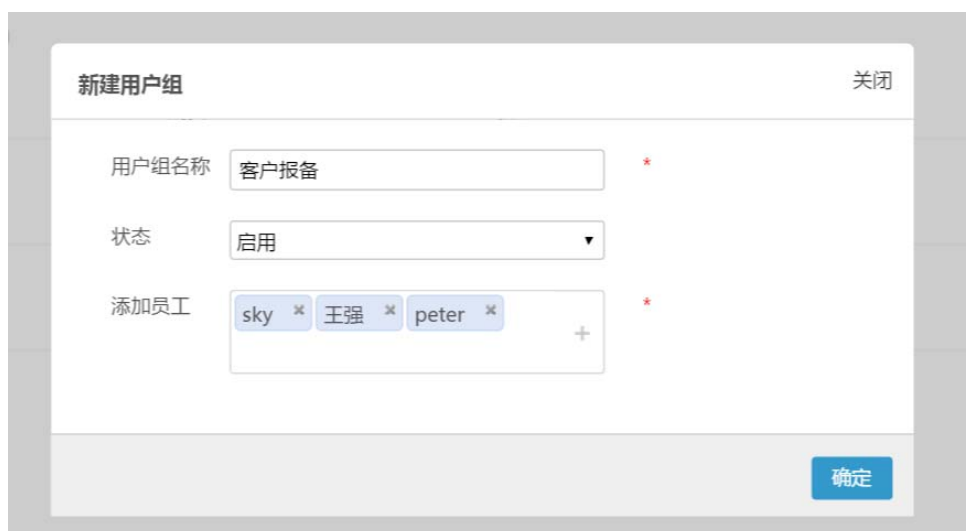 新建用户组 关闭
用户组名称 客户报备 *
状态 启用
添加员工 sky 王强 peter *
确定